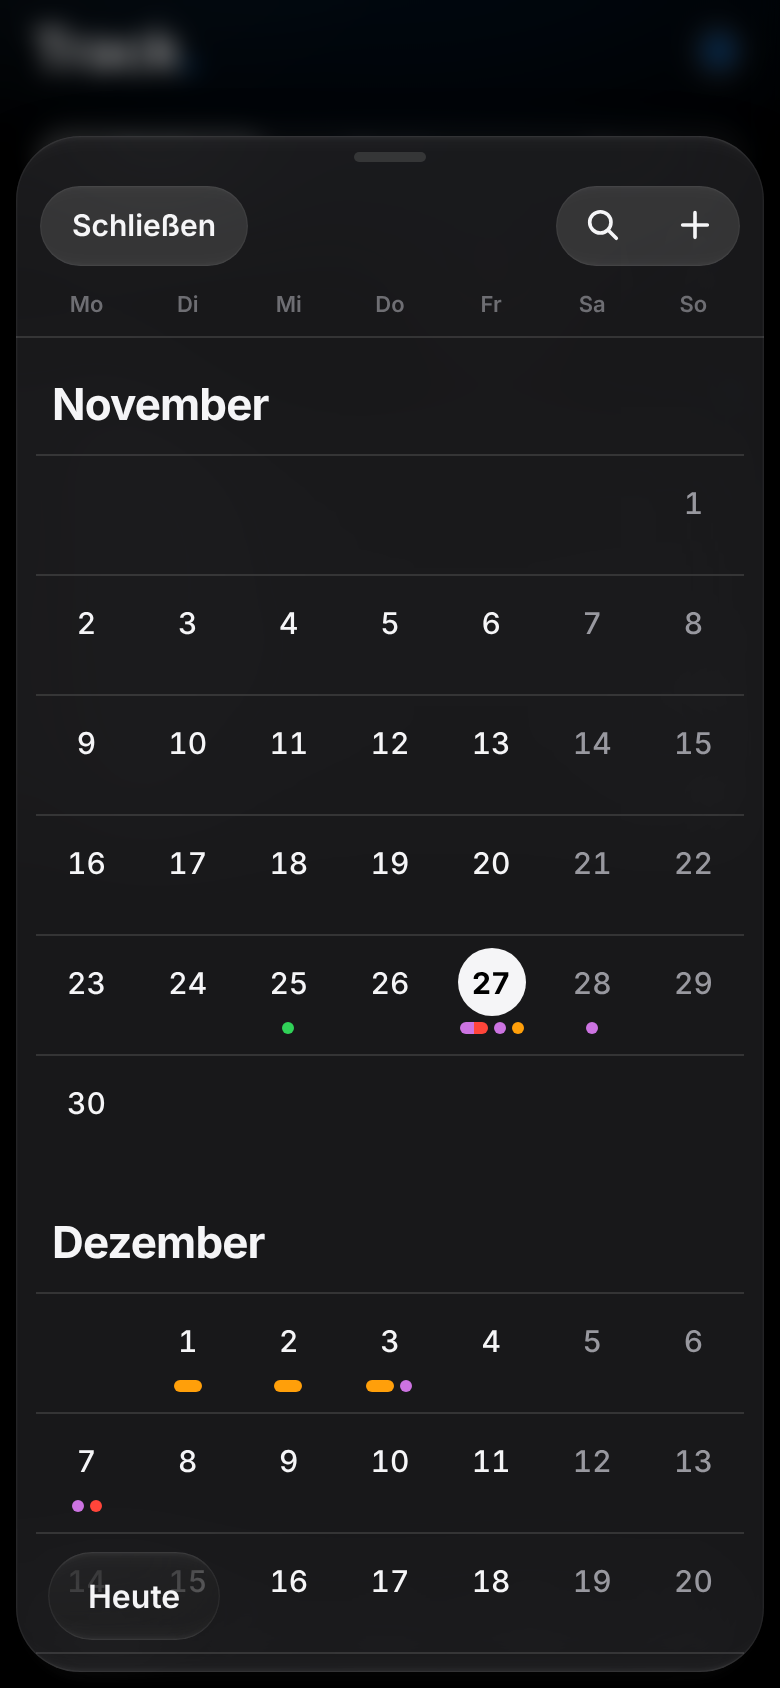 Track.
Schließen
Mo Di Mi Do Fr Sa So
November
1
2 3 4 5 6 7 8
9 10 11 12 13 14 15
16 17 18 19 20 21 22
23 24 25 26 27 28 29
30
Dezember
1 2 3 4 5 6
7 8 9 10 11 12 13
14 15 16 17 18 19 20
Heute